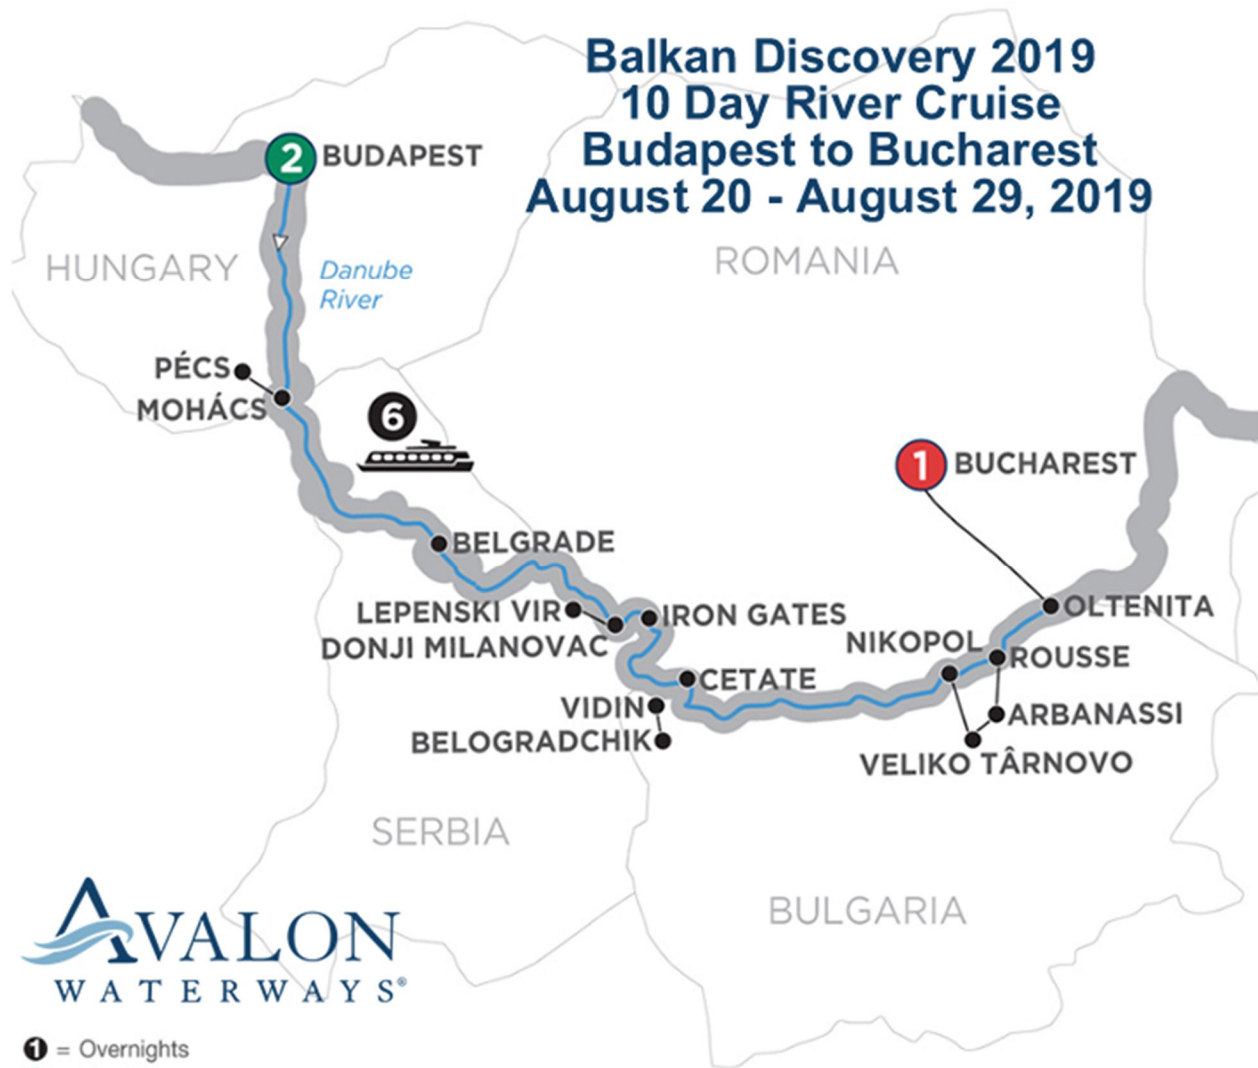 Balkan Discovery 2019
10 Day River Cruise
Budapest to Bucharest
August 20 - August 29, 2019
2 BUDAPEST
HUNGARY
ROMANIA
Danube
River
PÉCS
MOHÁCS
6
1 BUCHAREST
BELGRADE
LEPENSKI VIR
IRON GATES
OLTENITA
DONJI MILANOVAC
NIKOPOL
ROUSSE
CETATE
VIDIN
ARBANASSI
BELOGRADCHIK
VELIKO TÂRNOVO
SERBIA
BULGARIA
AVALON
WATERWAYS®
1 = Overnights